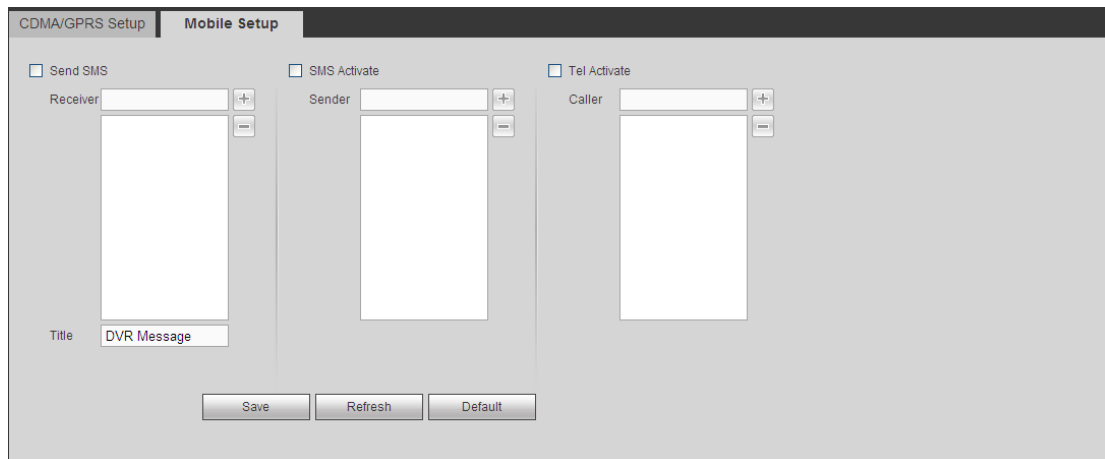 CDMA/GPRS Setup Mobile Setup
Send SMS SMS Activate Tel Activate
Receiver Sender Caller
Title DVR Message
Save Refresh Default